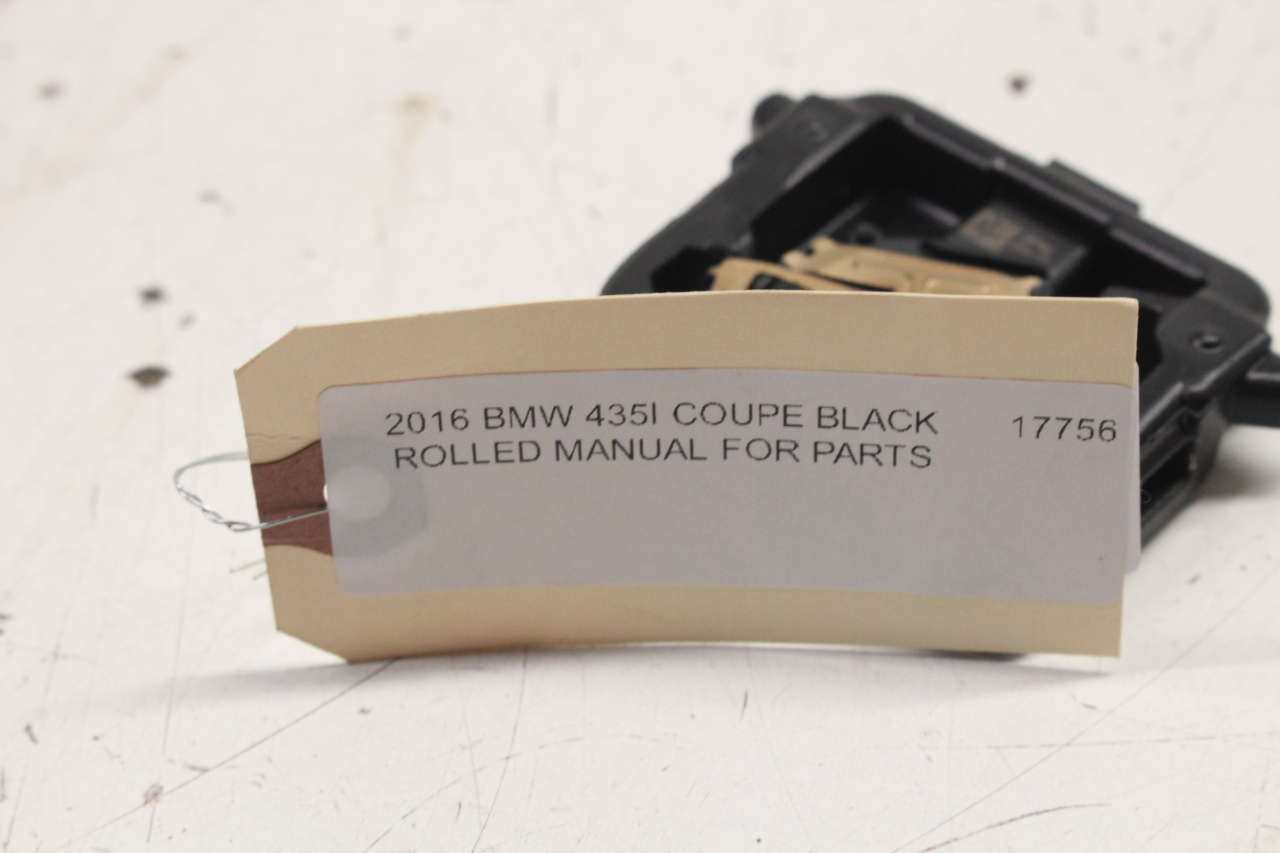 2016 BMW 435I COUPE BLACK 17756
ROLLED MANUAL FOR PARTS